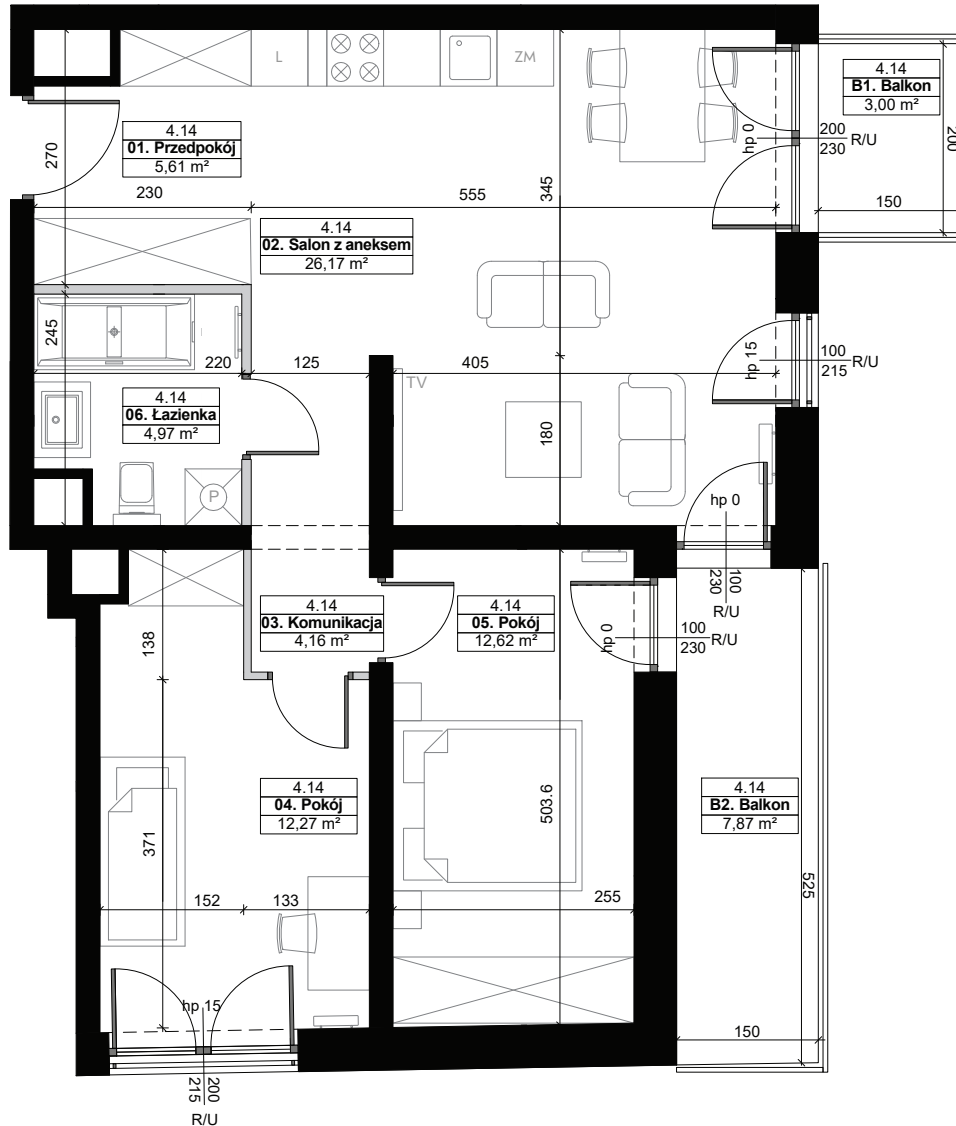 L
ZM
4.14
01. Przedpokój
5,61 m²
270
230
555
345
hp 0
200
230
R/U
4.14
B1. Balkon
3,00 m²
200
150
4.14
02. Salon z aneksem
26,17 m²
245
220
125
405
TV
hp 15
100
215
R/U
4.14
06. Łazienka
4,97 m²
P
180
hp 0
100
230
R/U
4.14
03. Komunikacja
4,16 m²
4.14
05. Pokój
12,62 m²
hp 0
100
230
R/U
138
371
4.14
04. Pokój
12,27 m²
503.6
4.14
B2. Balkon
7,87 m²
525
152
133
255
150
hp 15
200
215
R/U